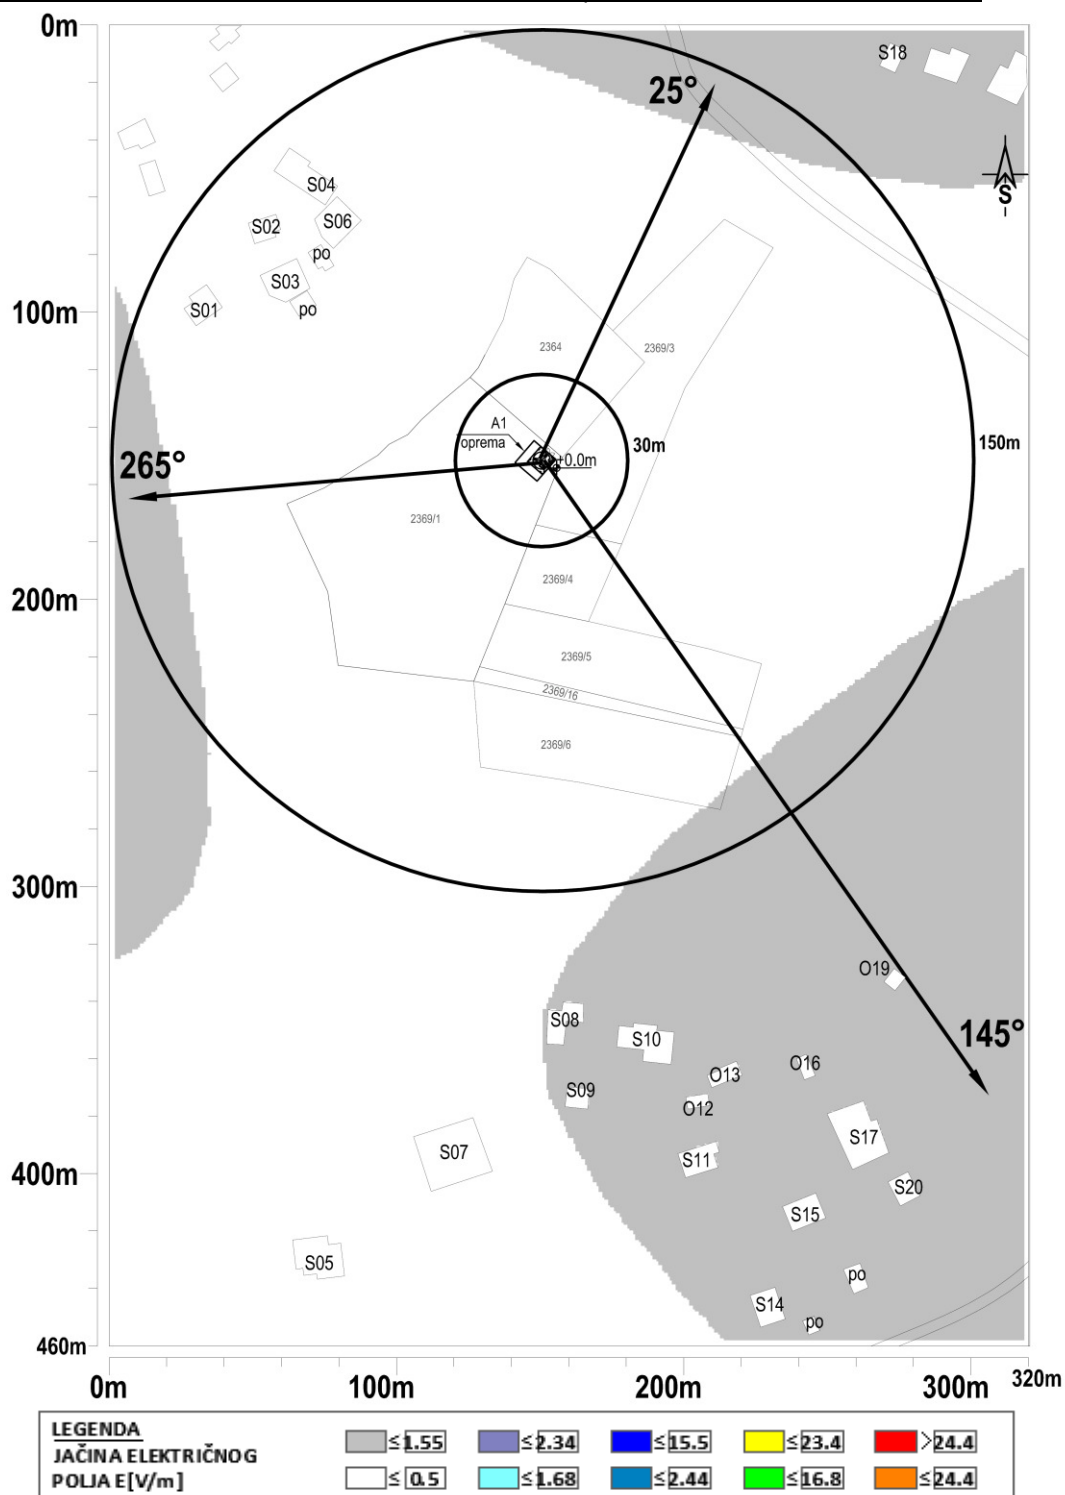 0m
S18
25°
S
S04
S02
S06
po
S03
S01
po
100m
2364
2369/3
A1
oprema
+0.0m
30m
150m
265°
2369/1
2369/4
200m
2369/5
2369/16
2369/6
300m
O19
S08
S10
145°
O16
O13
S09
O12
S07
S17
S11
400m
S20
S15
S05
po
S14
po
460m
0m
100m
200m
300m
320m
LEGENDA
JAČINA ELEKTRIČNOG
POLJA E[V/m]
≤1.55
≤2.34
≤15.5
≤23.4
>24.4
≤ 0.5
≤1.68
≤2.44
≤16.8
≤24.4